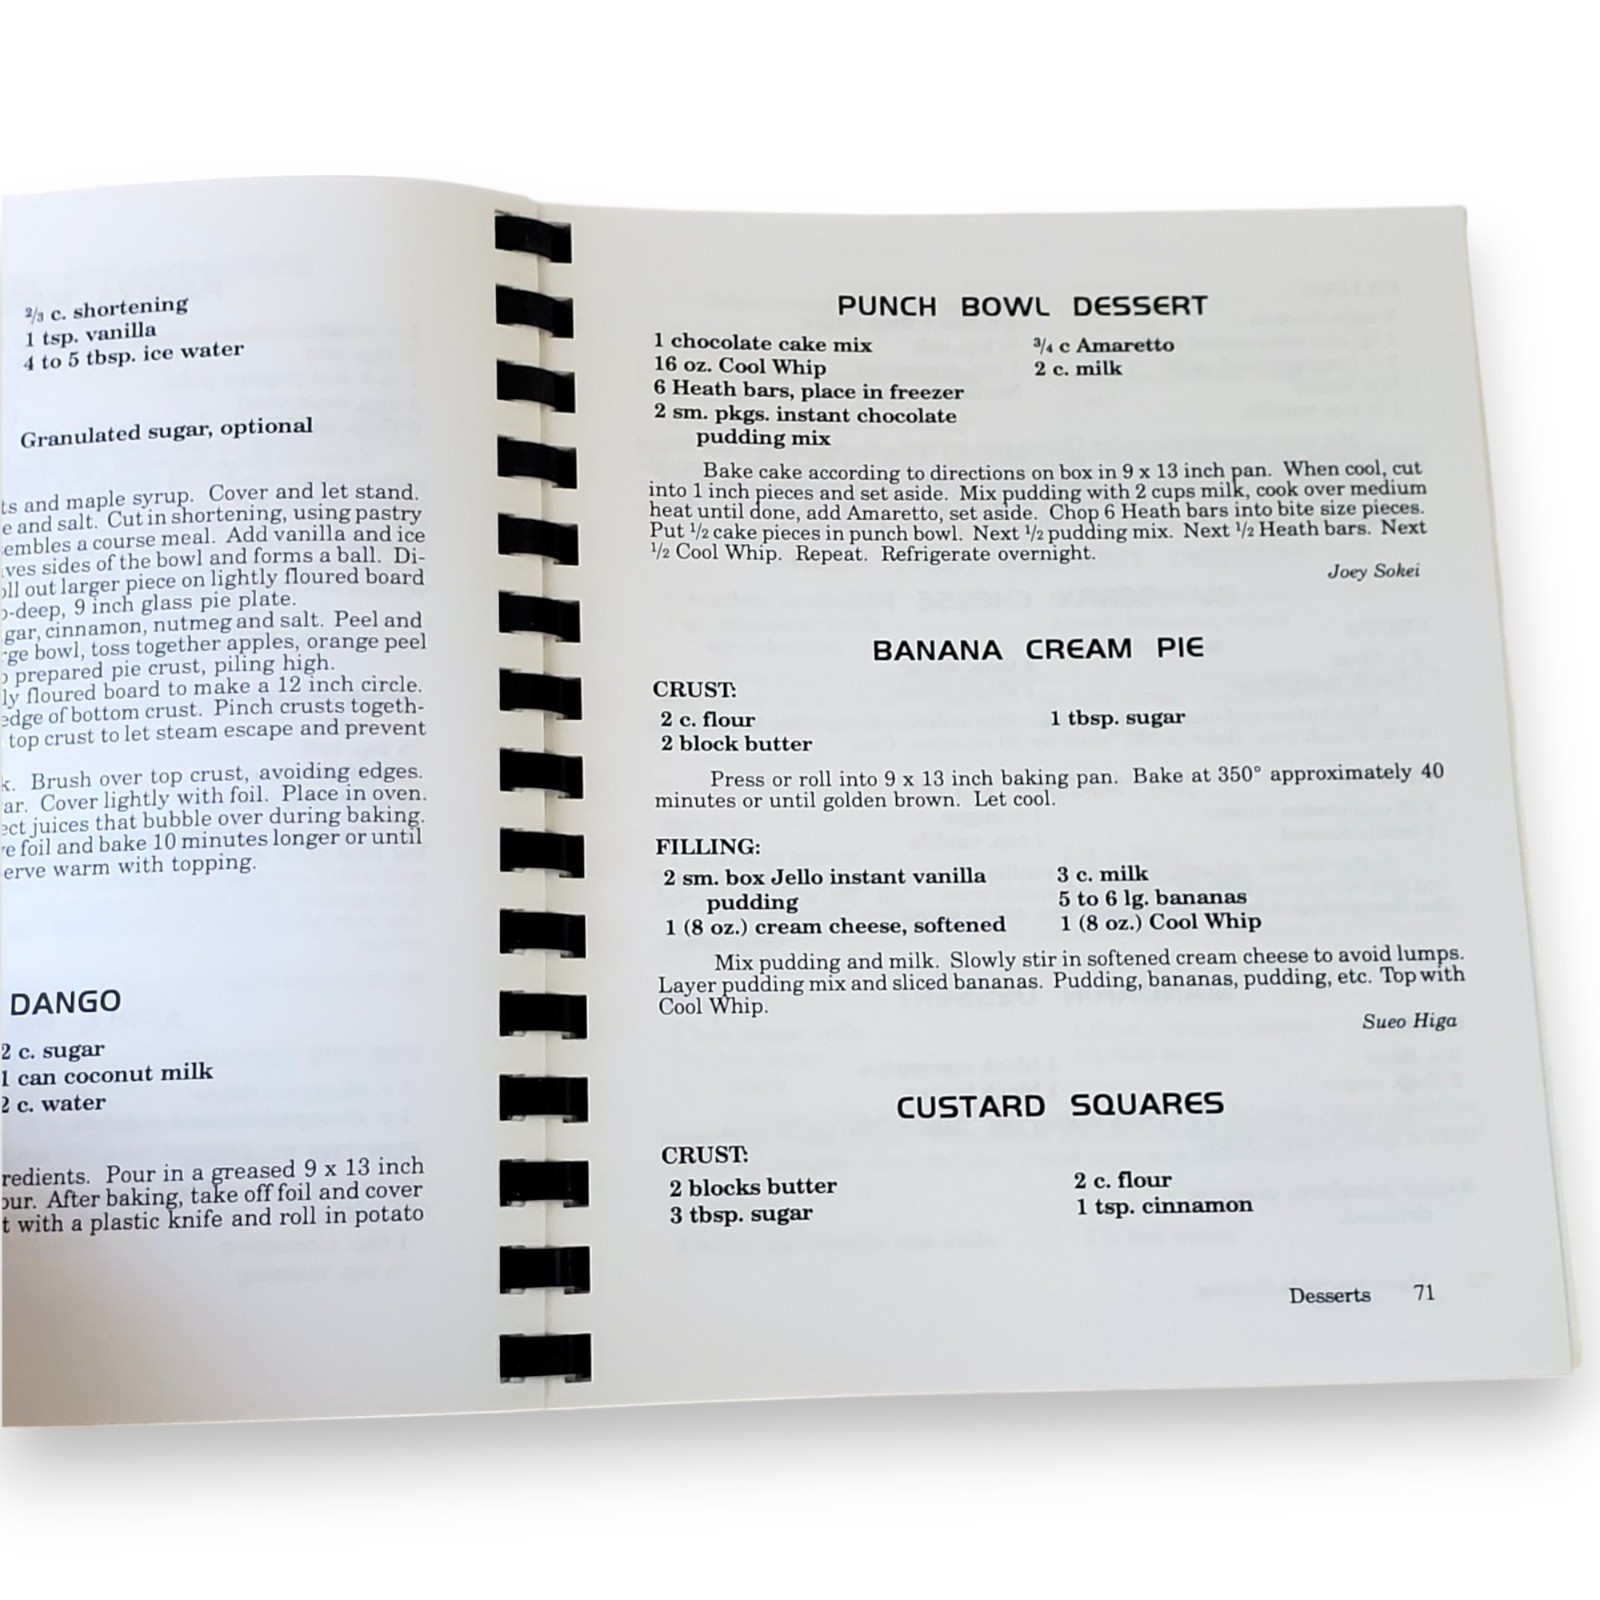 2/3 c. shortening
1 tsp. vanilla
4 to 5 tbsp. ice water
Granulated sugar, optional
and maple syrup. Cover and let stand.
and salt. Cut in shortening, using pastry
a course meal. Add vanilla and ice
sides of the bowl and forms a ball. Di-
out larger piece on lightly floured board
-deep, 9 inch glass pie plate.
cinnamon, nutmeg and salt. Peel and
bowl, toss together apples, orange peel
prepared pie crust, piling high.
floured board to make a 12 inch circle.
edge of bottom crust. Pinch crusts togeth-
top crust to let steam escape and prevent
Brush over top crust, avoiding edges.
Cover lightly with foil. Place in oven.
juices that bubble over during baking.
foil and bake 10 minutes longer or until
warm with topping.
DANGO
2 c. sugar
1 can coconut milk
2 c. water
Pour in a greased 9 x 13 inch
After baking, take off foil and cover
with a plastic knife and roll in potato
PUNCH BOWL DESSERT
1 chocolate cake mix
16 oz. Cool Whip
6 Heath bars, place in freezer
2 sm. pkgs. instant chocolate
pudding mix
3/4 c Amaretto
2 c. milk
Bake cake according to directions on box in 9 x 13 inch pan. When cool, cut
into 1 inch pieces and set aside. Mix pudding with 2 cups milk, cook over medium
heat until done, add Amaretto, set aside. Chop 6 Heath bars into bite size pieces.
Put 1/2 cake pieces in punch bowl. Next 1/2 pudding mix. Next 1/2 Heath bars. Next
1/2 Cool Whip. Repeat. Refrigerate overnight.
Joey Sokei
BANANA CREAM PIE
CRUST:
2 c. flour
2 block butter
1 tbsp. sugar
Press or roll into 9 x 13 inch baking pan. Bake at 350° approximately 40
minutes or until golden brown. Let cool.
FILLING:
2 sm. box Jello instant vanilla
pudding
1 (8 oz.) cream cheese, softened
3 c. milk
5 to 6 lg. bananas
1 (8 oz.) Cool Whip
Mix pudding and milk. Slowly stir in softened cream cheese to avoid lumps.
Layer pudding mix and sliced bananas. Pudding, bananas, pudding, etc. Top with
Cool Whip.
Sueo Higa
CUSTARD SQUARES
CRUST:
2 blocks butter
3 tbsp. sugar
2 c. flour
1 tsp. cinnamon
Desserts 71